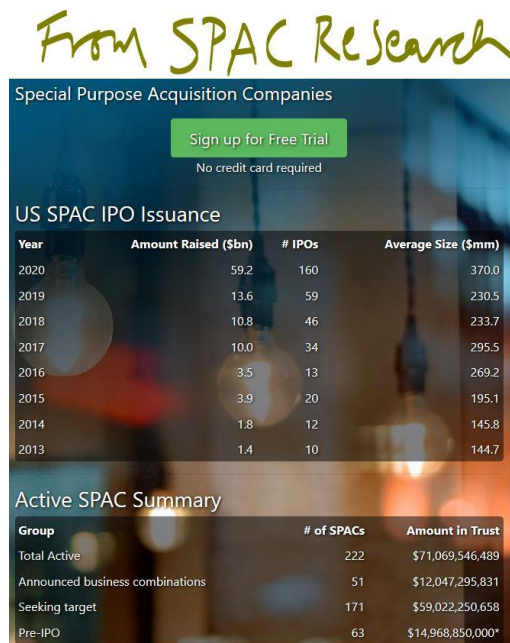 From SPAC Research
Special Purpose Acquisition Companies
Sign up for Free Trial
No credit card required
US SPAC IPO Issuance
Year Amount Raised ($bn) # IPOs Average Size ($mm)
2020 59.2 160 370.0
2019 13.6 59 230.5
2018 10.8 46 233.7
2017 10.0 34 295.5
2016 3.5 13 269.2
2015 3.9 20 195.1
2014 1.8 12 145.8
2013 1.4 10 144.7
Active SPAC Summary
Group # of SPACs Amount in Trust
Total Active 222 $71,069,546,489
Announced business combinations 51 $12,047,295,831
Seeking target 171 $59,022,250,658
Pre-IPO 63 $14,968,850,000*